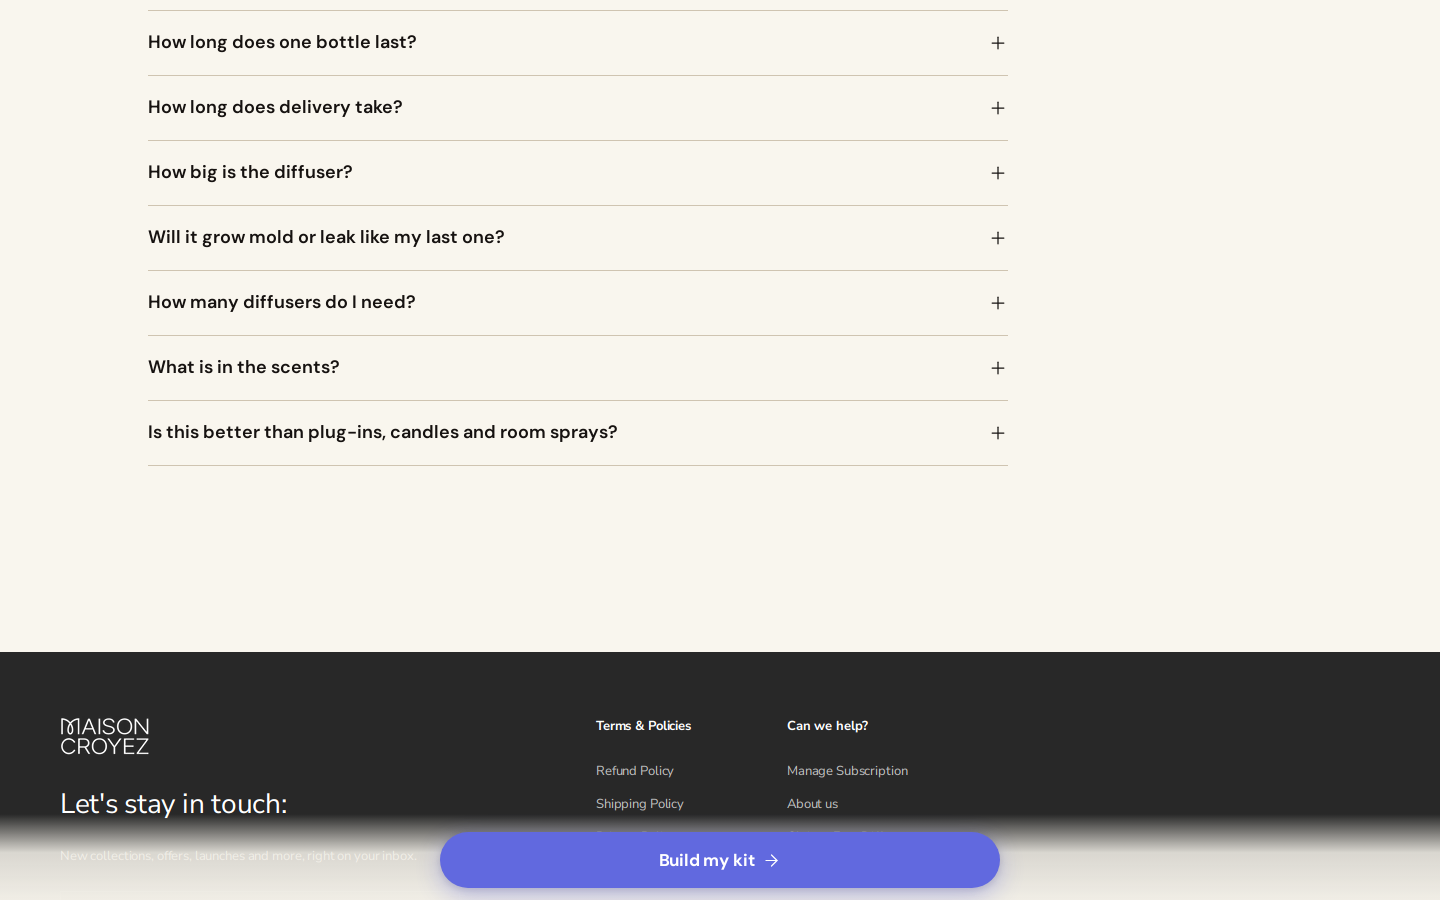 How long does one bottle last?
How long does delivery take?
How big is the diffuser?
Will it grow mold or leak like my last one?
How many diffusers do I need?
What is in the scents?
Is this better than plug-ins, candles and room sprays?
MAISON
CROYEZ
Let's stay in touch:
New collections, offers, launches and more, right on your inbox.
Terms & Policies
Refund Policy
Shipping Policy
Can we help?
Manage Subscription
About us
Build my kit →